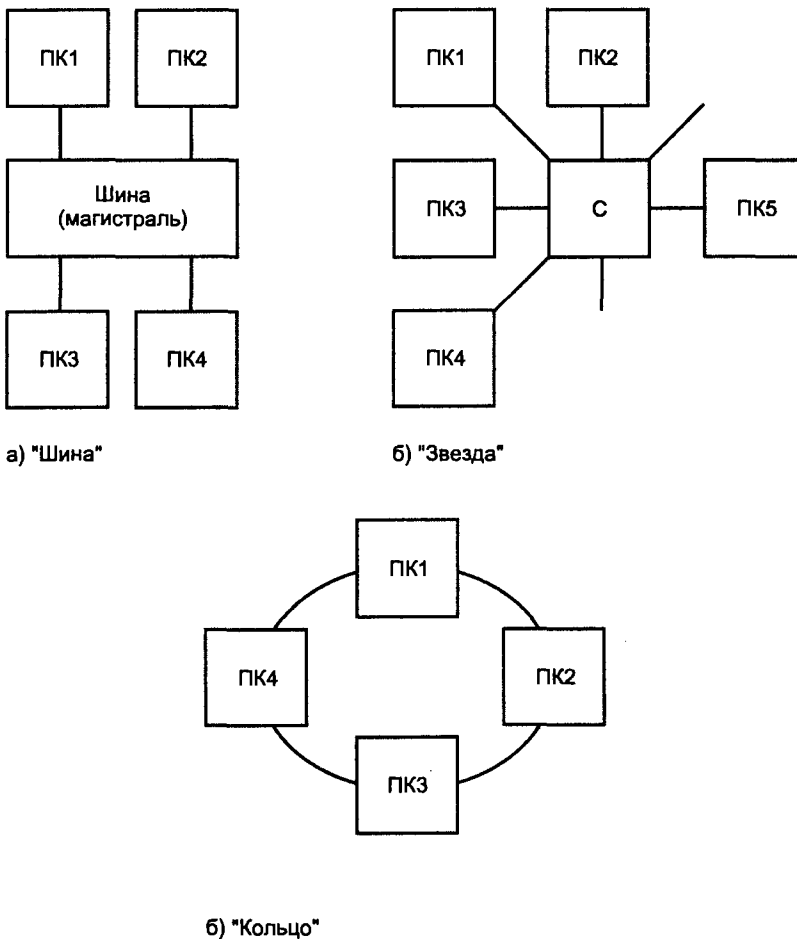 ПК1
ПК2
Шина
(магистраль)
ПК3
ПК4
а) "Шина"
ПК1
ПК2
ПК3
С
ПК5
ПК4
б) "Звезда"
ПК1
ПК4
ПК2
ПК3
б) "Кольцо"